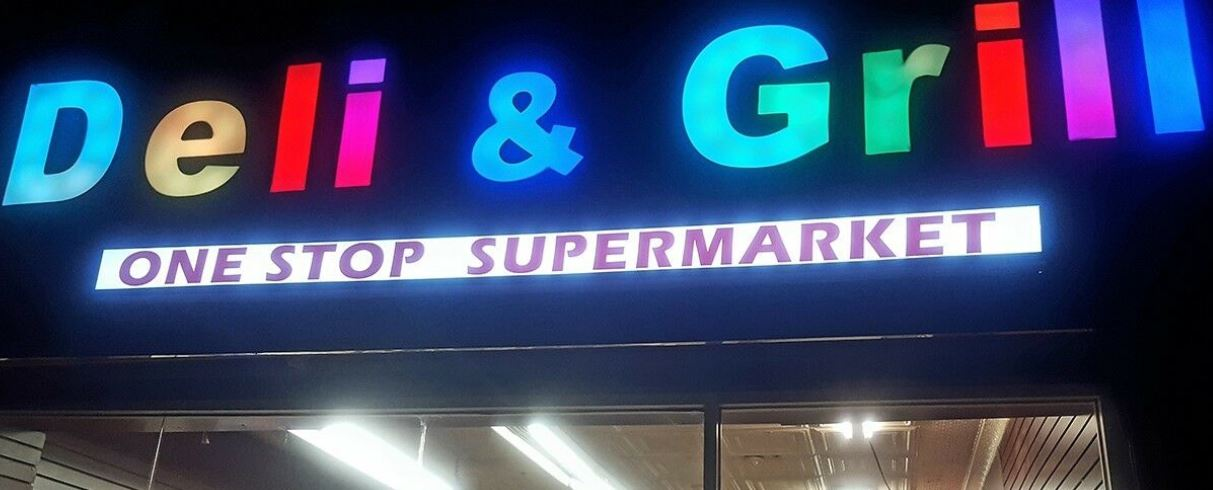 Deli & Grill
ONE STOP SUPERMARKET